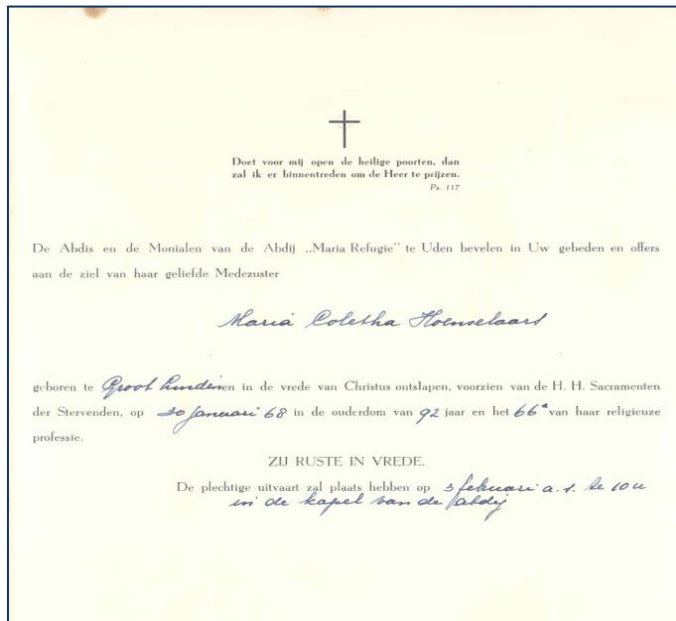 Doet voor mij open de heilige poorten, dan
zal ik er binnentreden om de Heer te prijzen.
Ps. 117
De Abdis en de Monialen van de Abdij „Maria Refugie” te Uden bevelen in Uw gebeden en offers
aan de ziel van haar geliefde Medezuster
Maria Coletha Hoenselaars
geboren te Groot Linden en in de vrede van Christus ontslapen, voorzien van de H. H. Sacramenten
der Stervenden, op 30 januari 68 in de ouderdom van 92 jaar en het 66e van haar religieuze
professie.
ZIJ RUSTE IN VREDE.
De plechtige uitvaart zal plaats hebben op 3 februari a.s. te 10 u
in de kapel van de abdij